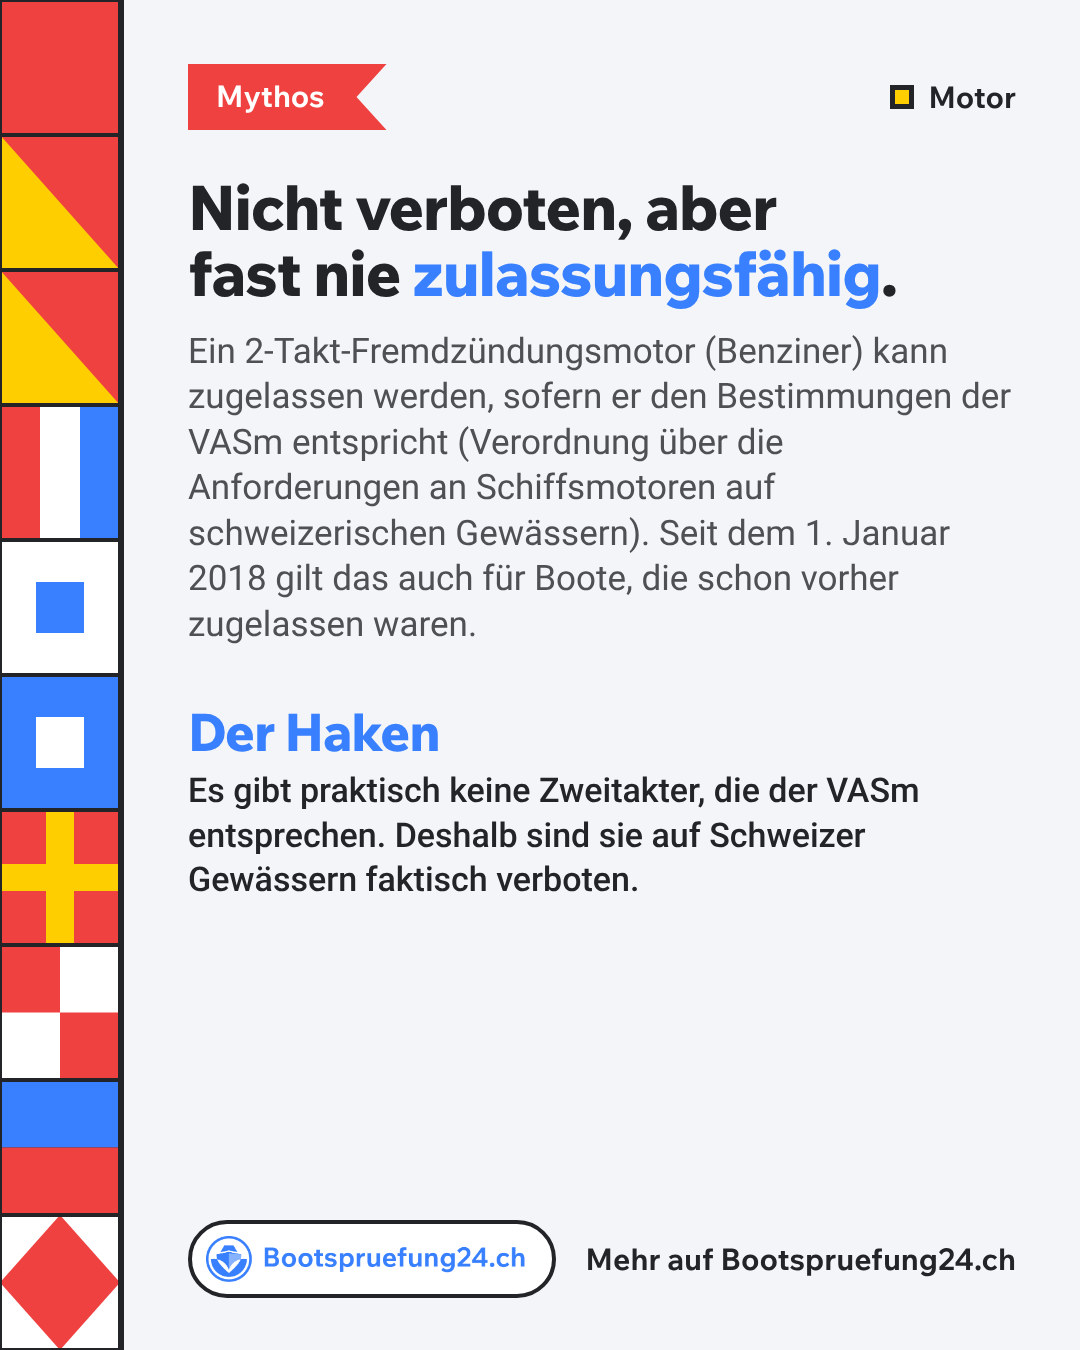 Mythos
Motor
Nicht verboten, aber
fast nie zulassungsfähig.
Ein 2-Takt-Fremdzündungsmotor (Benziner) kann
zugelassen werden, sofern er den Bestimmungen der
VASm entspricht (Verordnung über die
Anforderungen an Schiffsmotoren auf
schweizerischen Gewässern). Seit dem 1. Januar
2018 gilt das auch für Boote, die schon vorher
zugelassen waren.
Der Haken
Es gibt praktisch keine Zweitakter, die der VASm
entsprechen. Deshalb sind sie auf Schweizer
Gewässern faktisch verboten.
Bootspruefung24.ch
Mehr auf Bootspruefung24.ch